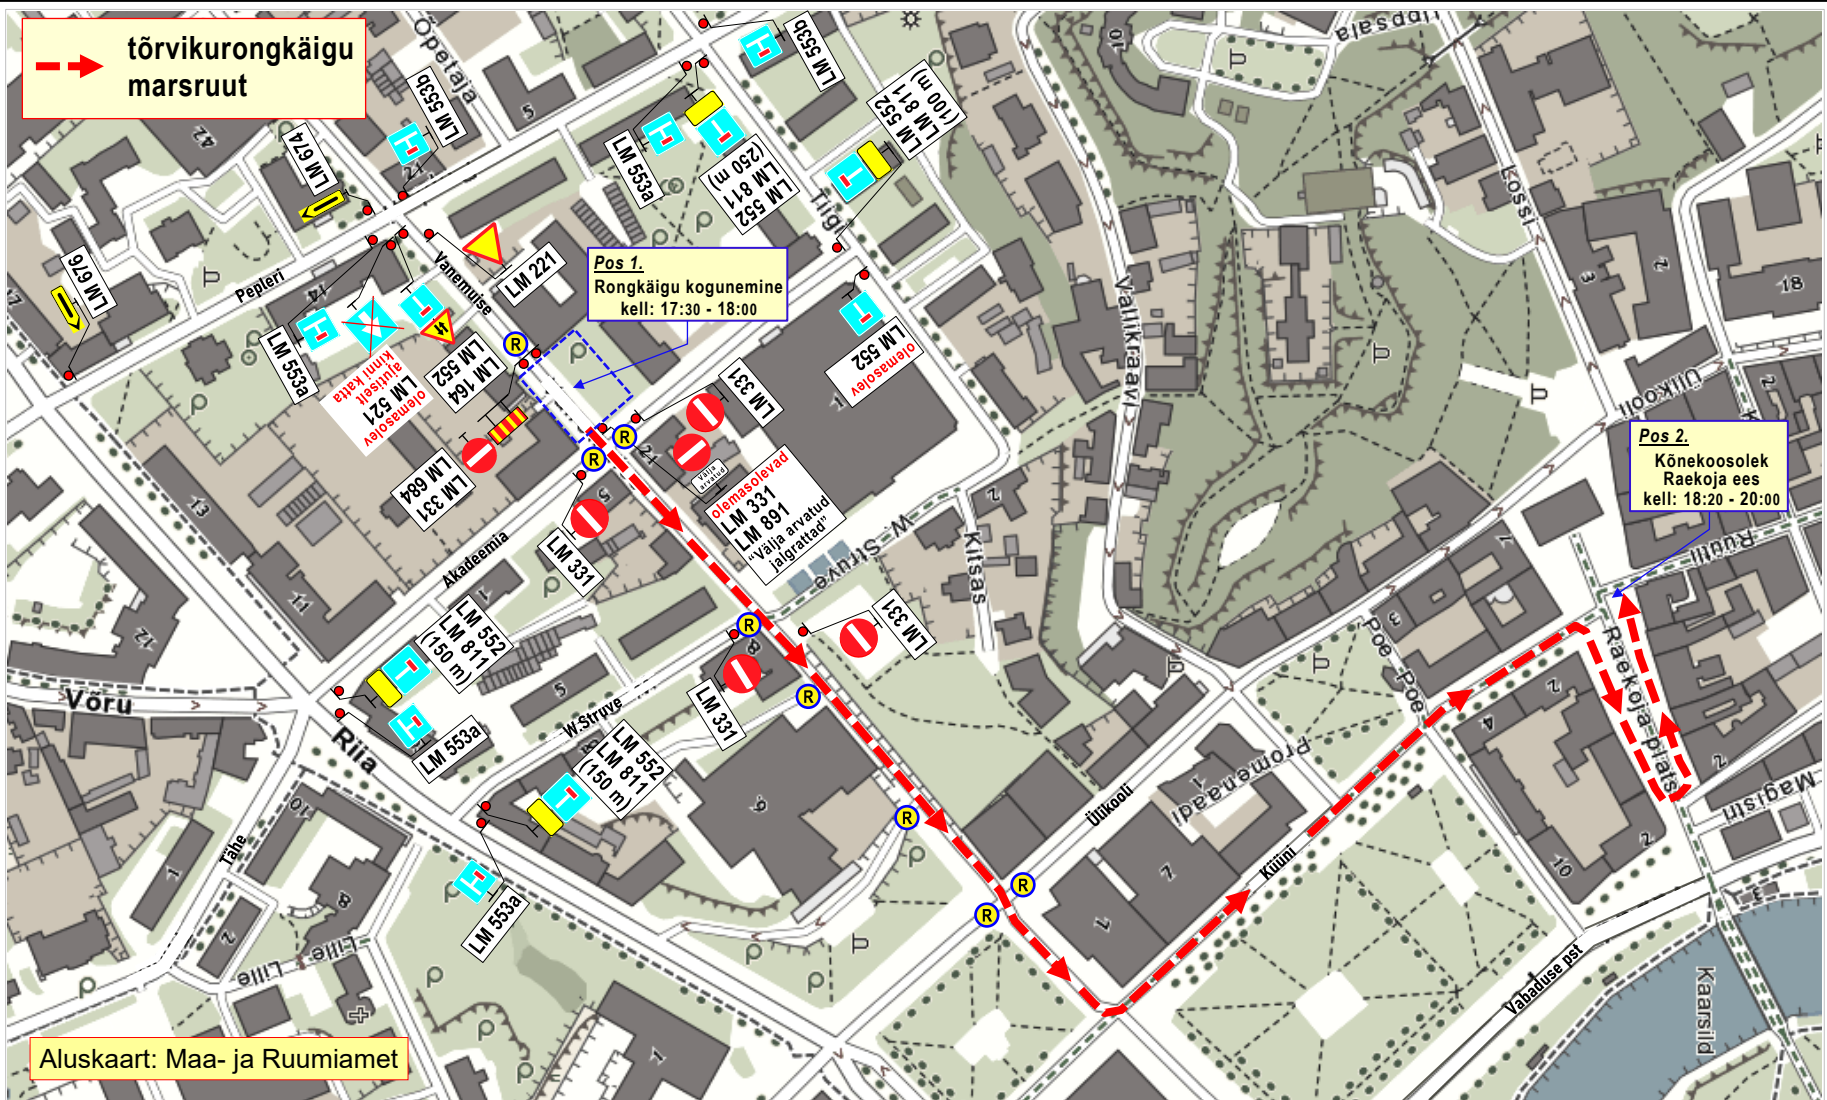 tõrvikurongkäigu
marsruut
Õpetaja
LM 553b
LM 553b
LM 552
LM 811
(100 m)
LM 674
LM 553a
LM 552
LM 811
(250 m)
Tiigi
LM 676
Pepleri
Vanemuise
LM 221
Pos 1.
Rongkäigu kogunemine
kell: 17:30 - 18:00
LM 552
olemasolev
LM 553a
olemasolev
LM 521
ajutiselt
kinni katta
LM 164
LM 552
LM 331
LM 684
LM 331
LM 331
Välja
arvatud
olemasolevad
LM 331
LM 891
"Välja arvatud
jalgrattad"
Akadeemia
W. Struve
Kitsas
Vallikraavi
Lossi
Ülikooli
Pos 2.
Kõnekoosolek
Raekoja ees
kell: 18:20 - 20:00
Rüütli
LM 552
LM 811
(150 m)
LM 553a
LM 331
LM 331
W.Struve
LM 552
LM 811
(150 m)
LM 553a
Võru
Riia
Tähe
Lille
Lille
Poe
Poe
Raekoja plats
Magistri
Promenaadi
Ülikooli
Küüni
Vabaduse pst
Kaarsild
R
R
R
R
R
R
R
R
Aluskaart: Maa- ja Ruumiamet